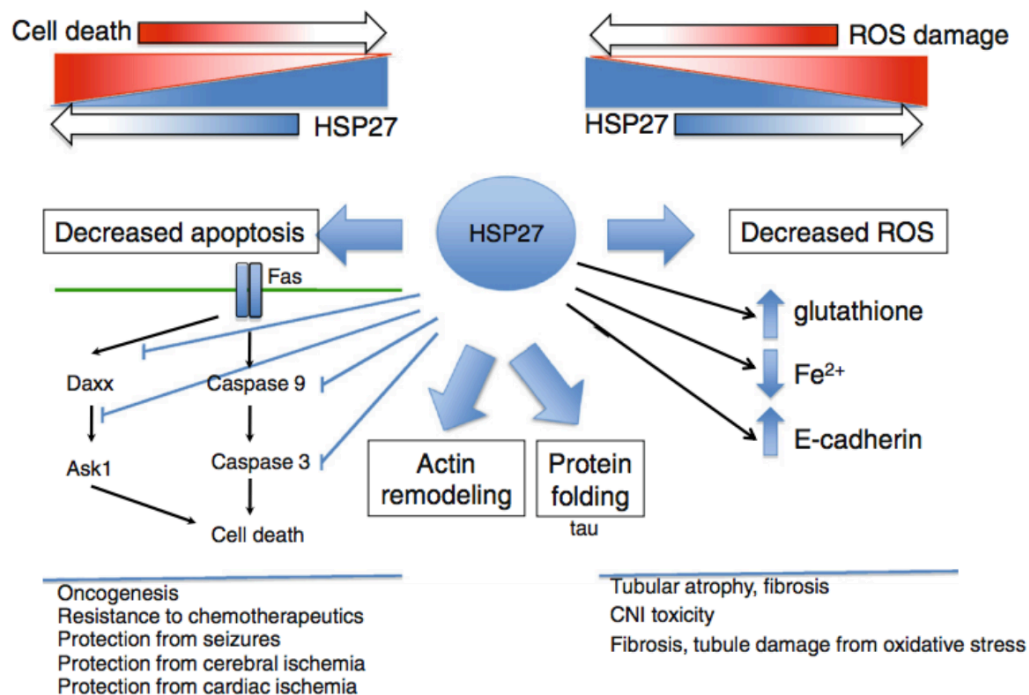 Cell death
ROS damage
HSP27
HSP27
HSP27
Decreased apoptosis
Decreased ROS
Fas
glutathione
Daxx
Caspase 9
Fe²⁺
E-cadherin
Ask1
Caspase 3
Actin
remodeling
Protein
folding
tau
Cell death
Oncogenesis
Resistance to chemotherapeutics
Protection from seizures
Protection from cerebral ischemia
Protection from cardiac ischemia
Tubular atrophy, fibrosis
CNI toxicity
Fibrosis, tubule damage from oxidative stress